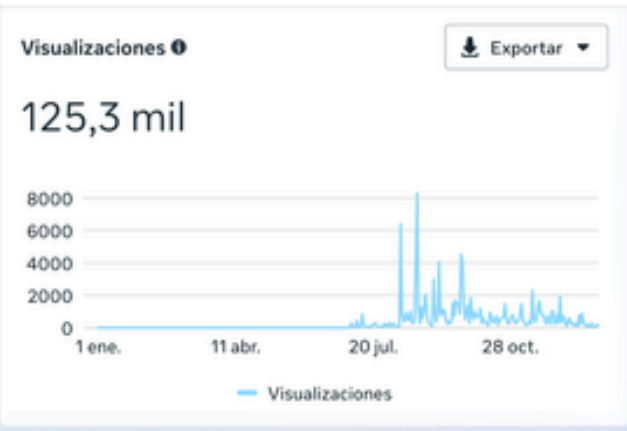 Visualizaciones
Exportar
125,3 mil
8000
6000
4000
2000
0
1 ene. 11 abr. 20 jul. 28 oct.
Visualizaciones